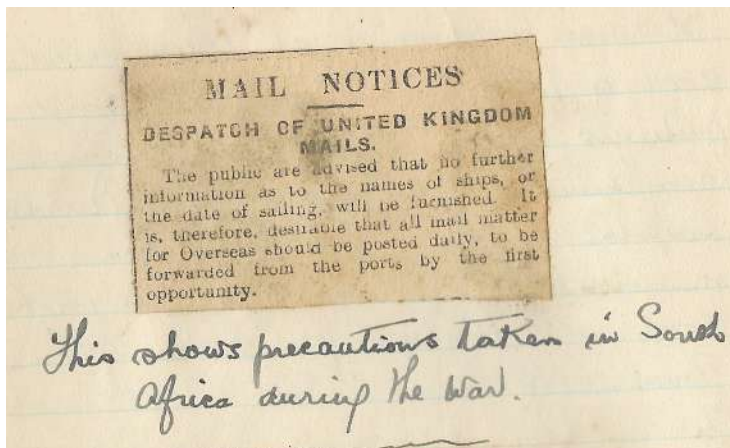 MAIL NOTICES
DESPATCH OF UNITED KINGDOM
MAILS.
The public are advised that no further
information as to the names of ships, or
the date of sailing, will be furnished. It
is, therefore, desirable that all mail matter
for Overseas should be posted daily, to be
forwarded from the ports by the first
opportunity.
This shows precautions taken in South
Africa during the War.